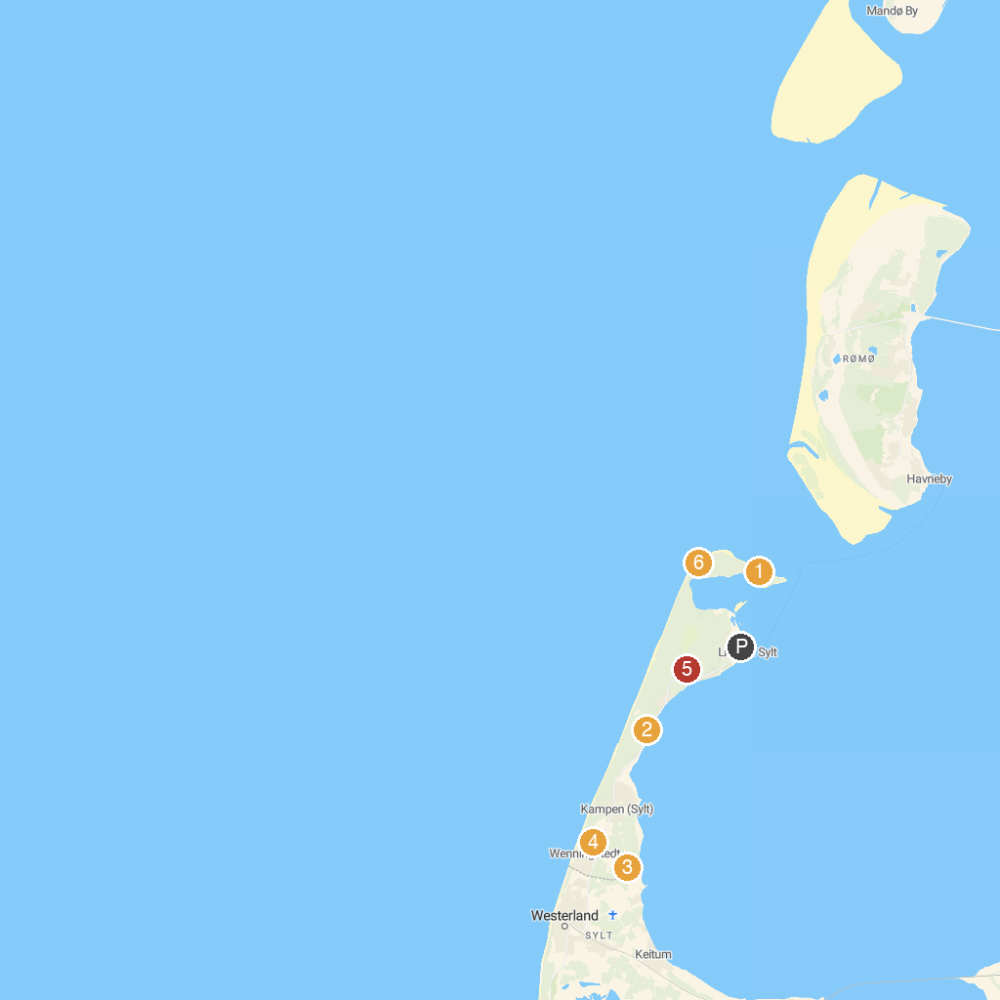 Mandø By
RØMØ
Havneby
6
1
P
Sylt
5
2
Kampen (Sylt)
4
3
Westerland
SYLT
Keitum